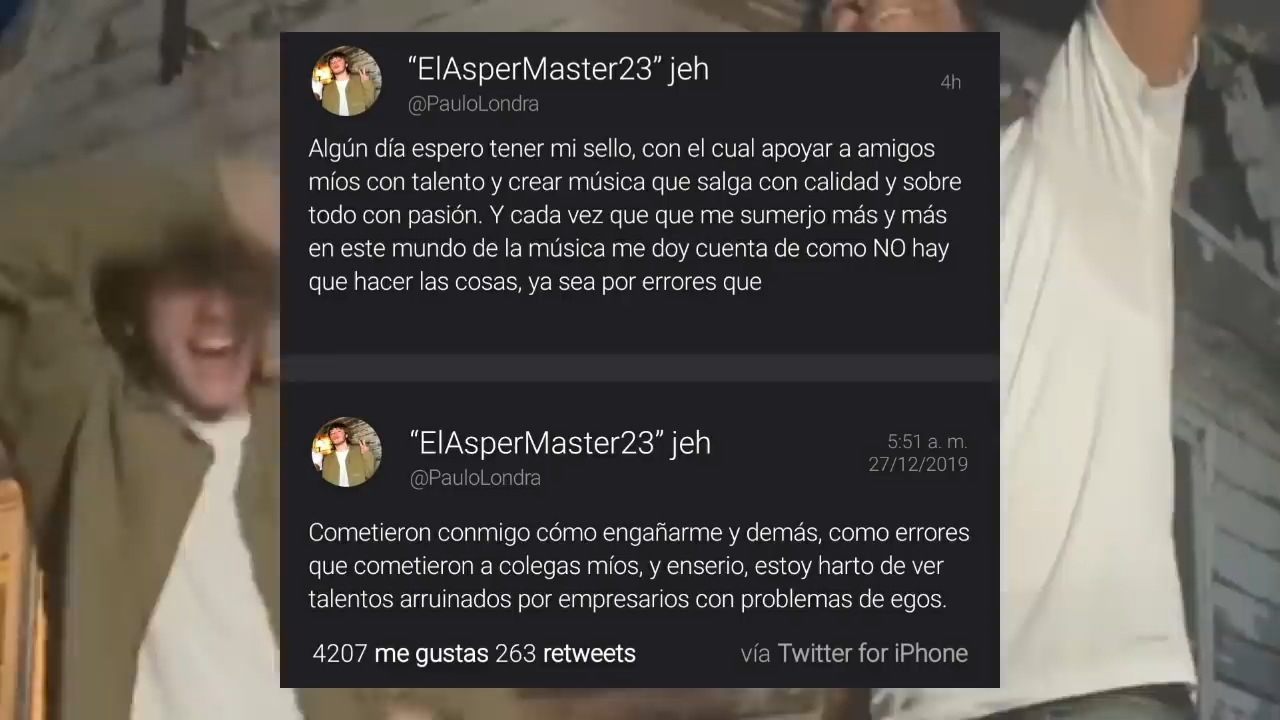 “ElAsperMaster23” jeh
@PauloLondra
4h
Algún día espero tener mi sello, con el cual apoyar a amigos
míos con talento y crear música que salga con calidad y sobre
todo con pasión. Y cada vez que que me sumerjo más y más
en este mundo de la música me doy cuenta de como NO hay
que hacer las cosas, ya sea por errores que
“ElAsperMaster23” jeh
@PauloLondra
5:51 a. m.
27/12/2019
Cometieron conmigo cómo engañarme y demás, como errores
que cometieron a colegas míos, y enserio, estoy harto de ver
talentos arruinados por empresarios con problemas de egos.
4207 me gustas 263 retweets
vía Twitter for iPhone